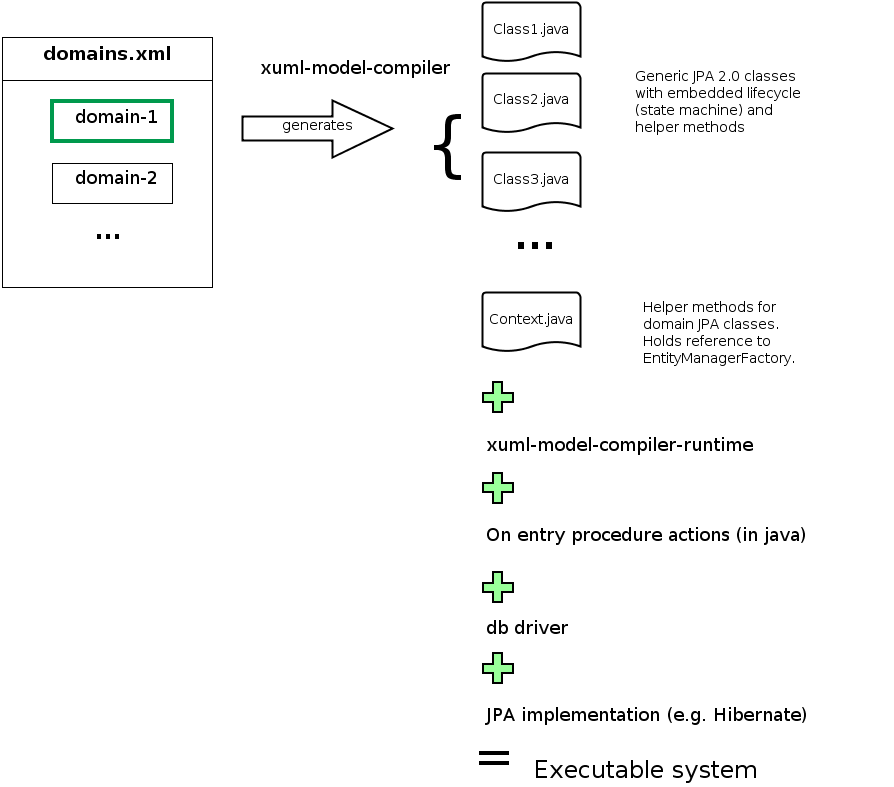 domains.xml
domain-1
domain-2
...
xuml-model-compiler
generates
{
Class1.java
Class2.java
Class3.java
...
Generic JPA 2.0 classes
with embedded lifecycle
(state machine) and
helper methods
Context.java
Helper methods for
domain JPA classes.
Holds reference to
EntityManagerFactory.
xuml-model-compiler-runtime
On entry procedure actions (in java)
db driver
JPA implementation (e.g. Hibernate)
= Executable system